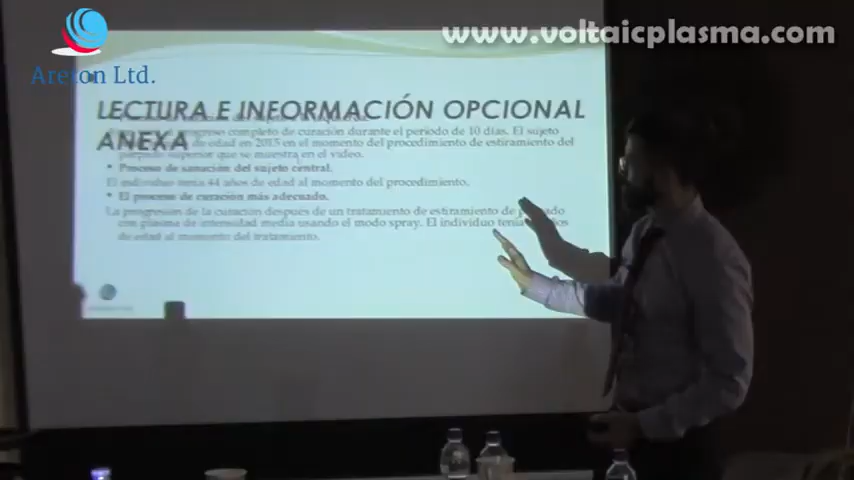 www.voltaicplasma.com
Areton Ltd.
LECTURA E INFORMACIÓN OPCIONAL
ANEXA
progreso completo de curación durante el periodo de 10 días. El sujeto
de edad en 2015 en el momento del procedimiento de estiramiento del
párpado superior que se muestra en el video.
• Proceso de sanación del sujeto central.
El individuo tenía 44 años de edad al momento del procedimiento.
• El proceso de curación más adecuado.
La progresión de la curación después de un tratamiento de estiramiento de
con plasma de intensidad media usando el modo spray. El individuo tenía
de edad al momento del tratamiento.